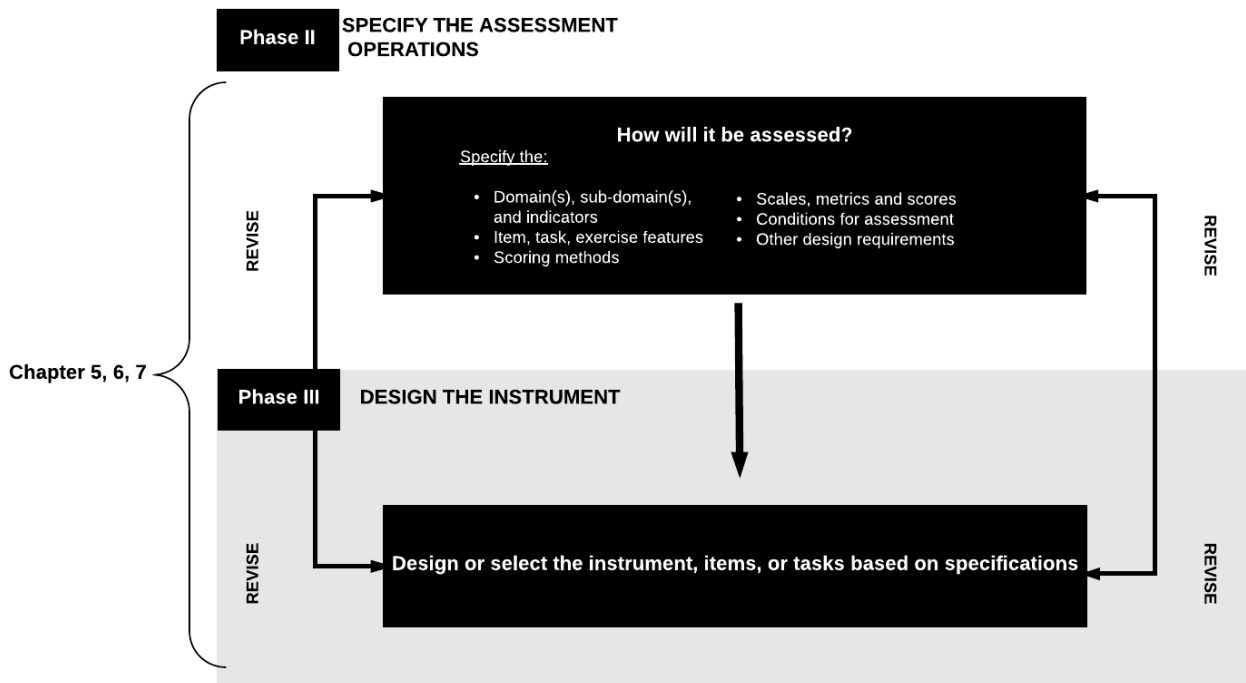 Phase II
SPECIFY THE ASSESSMENT
OPERATIONS
How will it be assessed?
Specify the:
• Domain(s), sub-domain(s),
and indicators
• Item, task, exercise features
• Scoring methods
• Scales, metrics and scores
• Conditions for assessment
• Other design requirements
REVISE
REVISE
Chapter 5, 6, 7
Phase III
DESIGN THE INSTRUMENT
Design or select the instrument, items, or tasks based on specifications
REVISE
REVISE